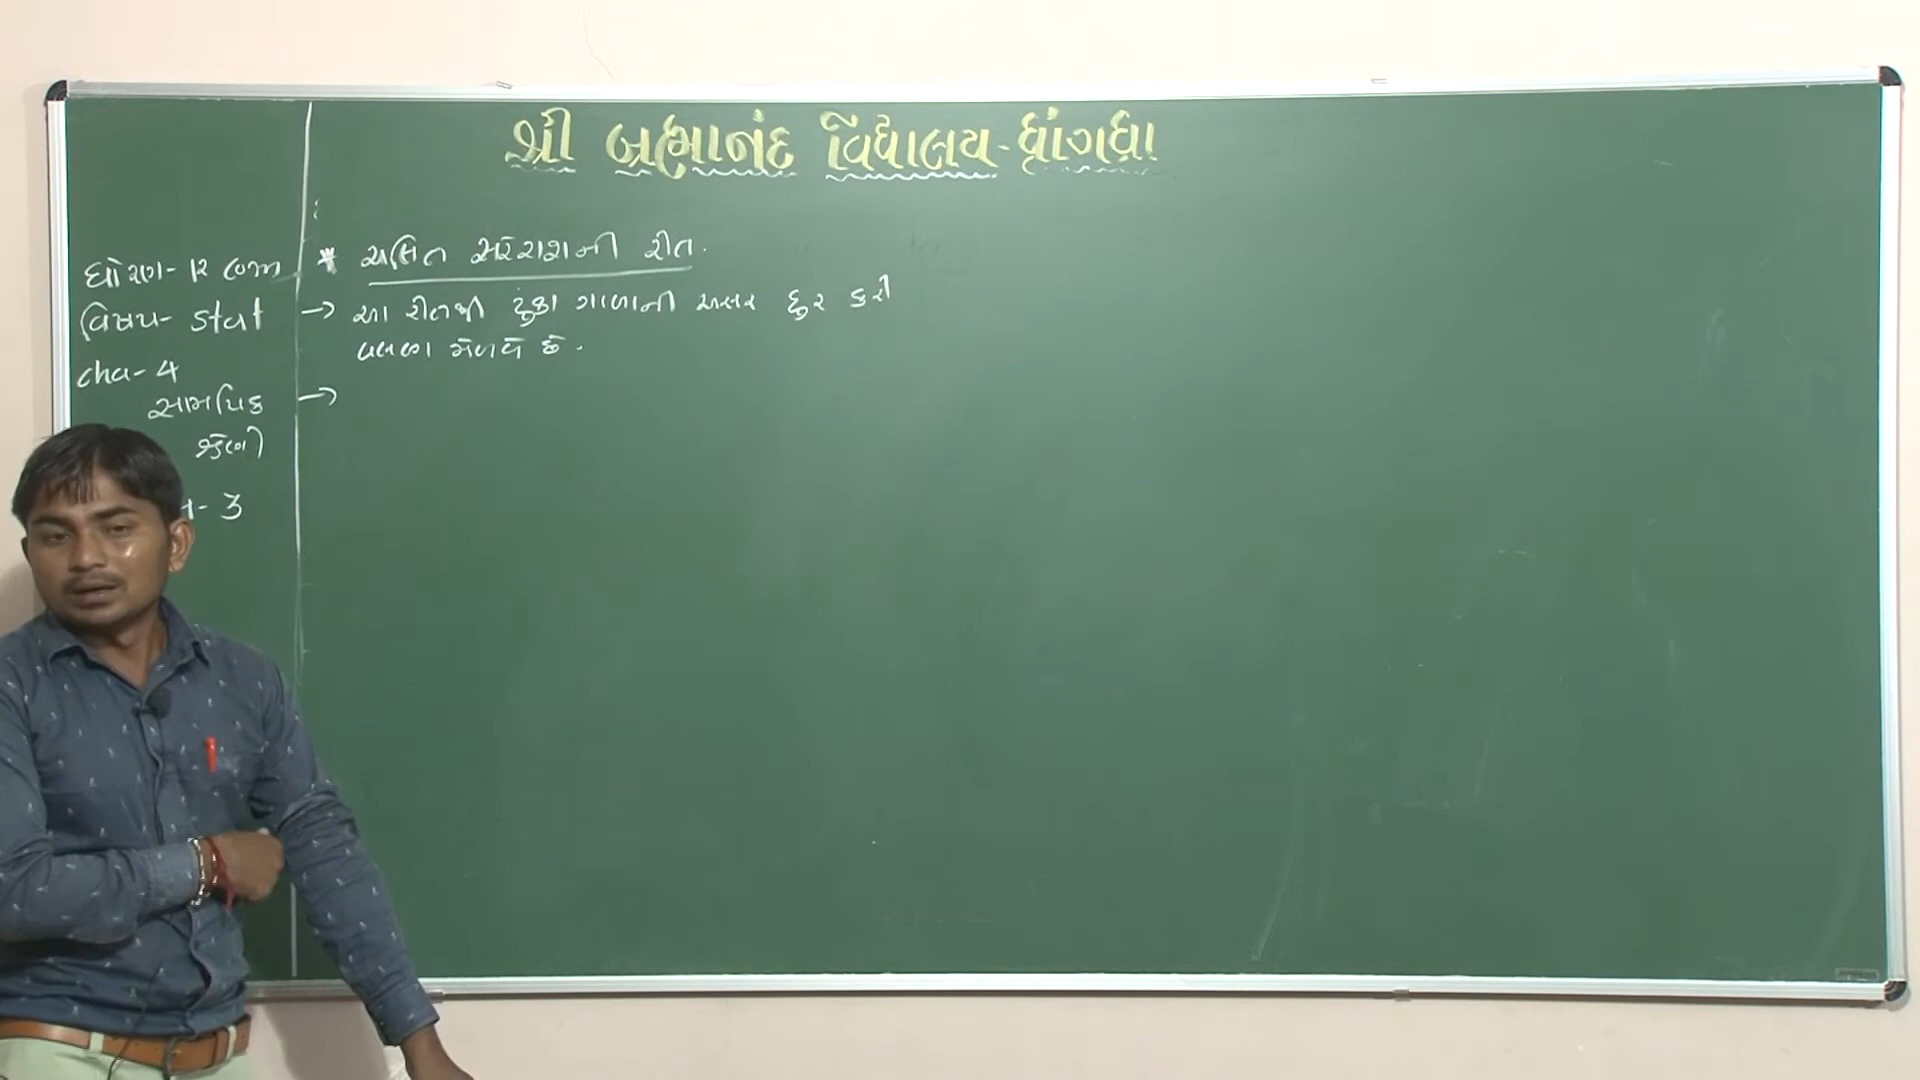 શ્રી બ્રહ્માનંદ વિદ્યાલય - ધ્રાંગધ્રા
ધોરણ - 12 com
વિષય - stat
cha - 4
સામયિક
શ્રેણી
- 3
* ચલિત સરેરાશની રીત.
→ આ રીતથી ટુંકા ગાળાની અસર દુર કરી
વલણ મેળવે છે.
→